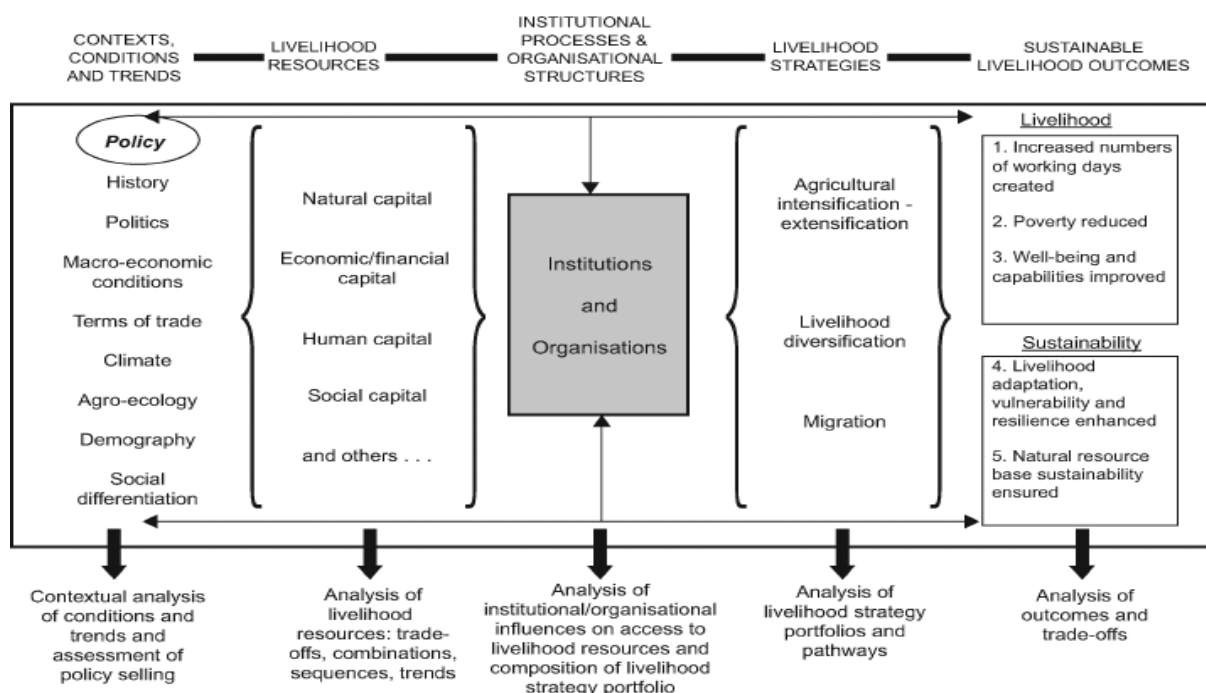 CONTEXTS,
CONDITIONS
AND TRENDS
LIVELIHOOD
RESOURCES
INSTITUTIONAL
PROCESSES &
ORGANISATIONAL
STRUCTURES
LIVELIHOOD
STRATEGIES
SUSTAINABLE
LIVELIHOOD OUTCOMES
Policy
History
Politics
Macro-economic
conditions
Terms of trade
Climate
Agro-ecology
Demography
Social
differentiation
Natural capital
Economic/financial
capital
Human capital
Social capital
and others . . .
Institutions
and
Organisations
Agricultural
intensification -
extensification
Livelihood
diversification
Migration
Livelihood
1. Increased numbers
of working days
created
2. Poverty reduced
3. Well-being and
capabilities improved
Sustainability
4. Livelihood
adaptation,
vulnerability and
resilience enhanced
5. Natural resource
base sustainability
ensured
Contextual analysis
of conditions and
trends and
assessment of
policy selling
Analysis of
livelihood
resources: trade-
offs, combinations,
sequences, trends
Analysis of
institutional/organisational
influences on access to
livelihood resources and
composition of livelihood
strategy portfolio
Analysis of
livelihood strategy
portfolios and
pathways
Analysis of
outcomes and
trade-offs